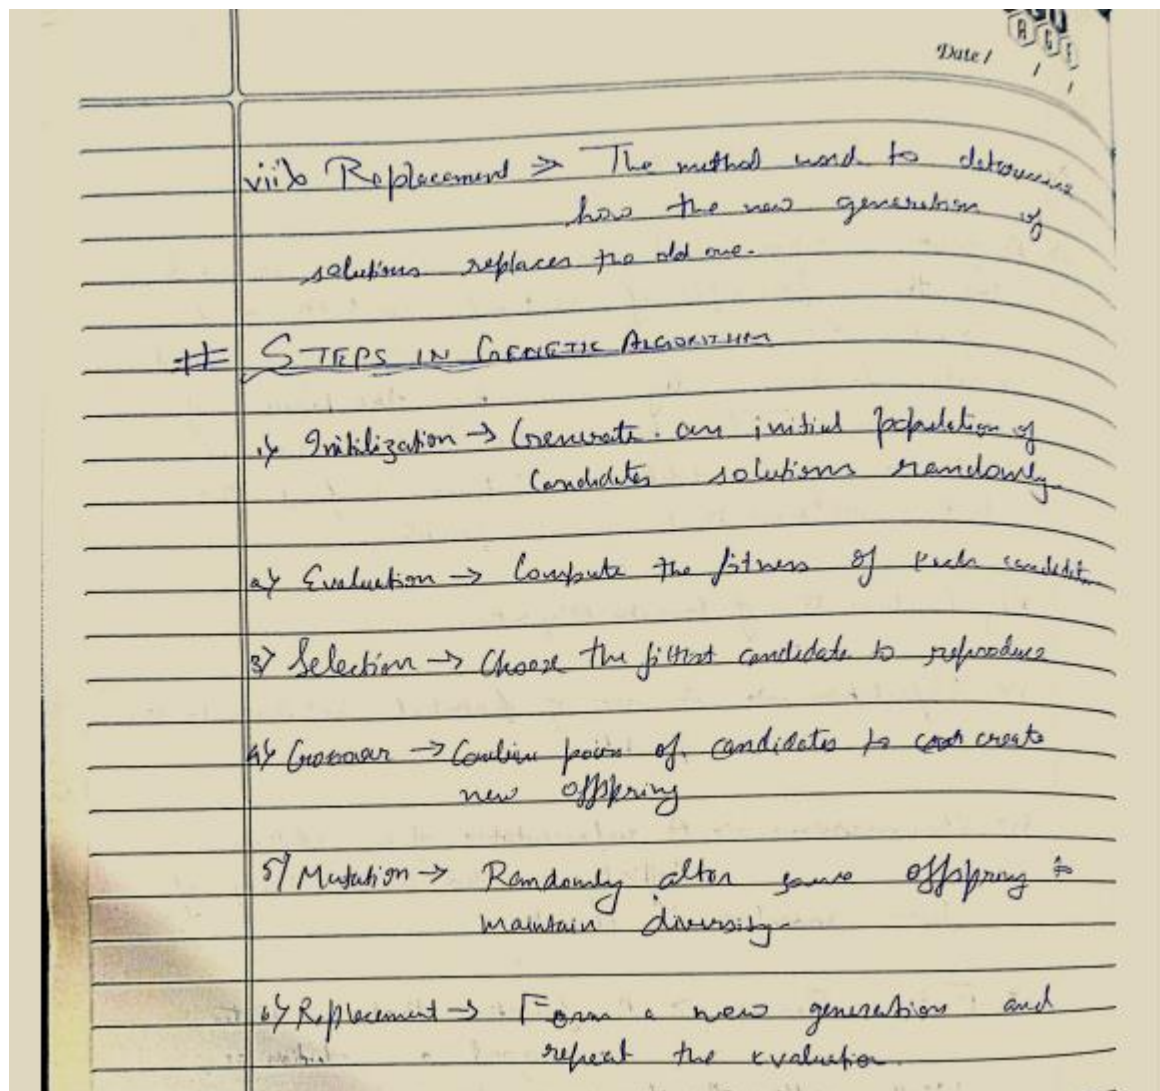 Date / / /
viii) Replacement ⇒ The method used to determine
how the new generation of
solutions replaces the old one.
# STEPS IN GENETIC ALGORITHM
1) Initilization → Generate an initial population of
Candidates solutions randomly.
2) Evaluation → Compute the fitness of each candidate
3) Selection → Choose the fittest candidate to reproduce
4) Crossover → Combine pairs of candidates to create
new offspring
5) Mutation → Randomly alter some offspring to
maintain diversity
6) Replacement → Form a new generation and
repeat the evaluation.